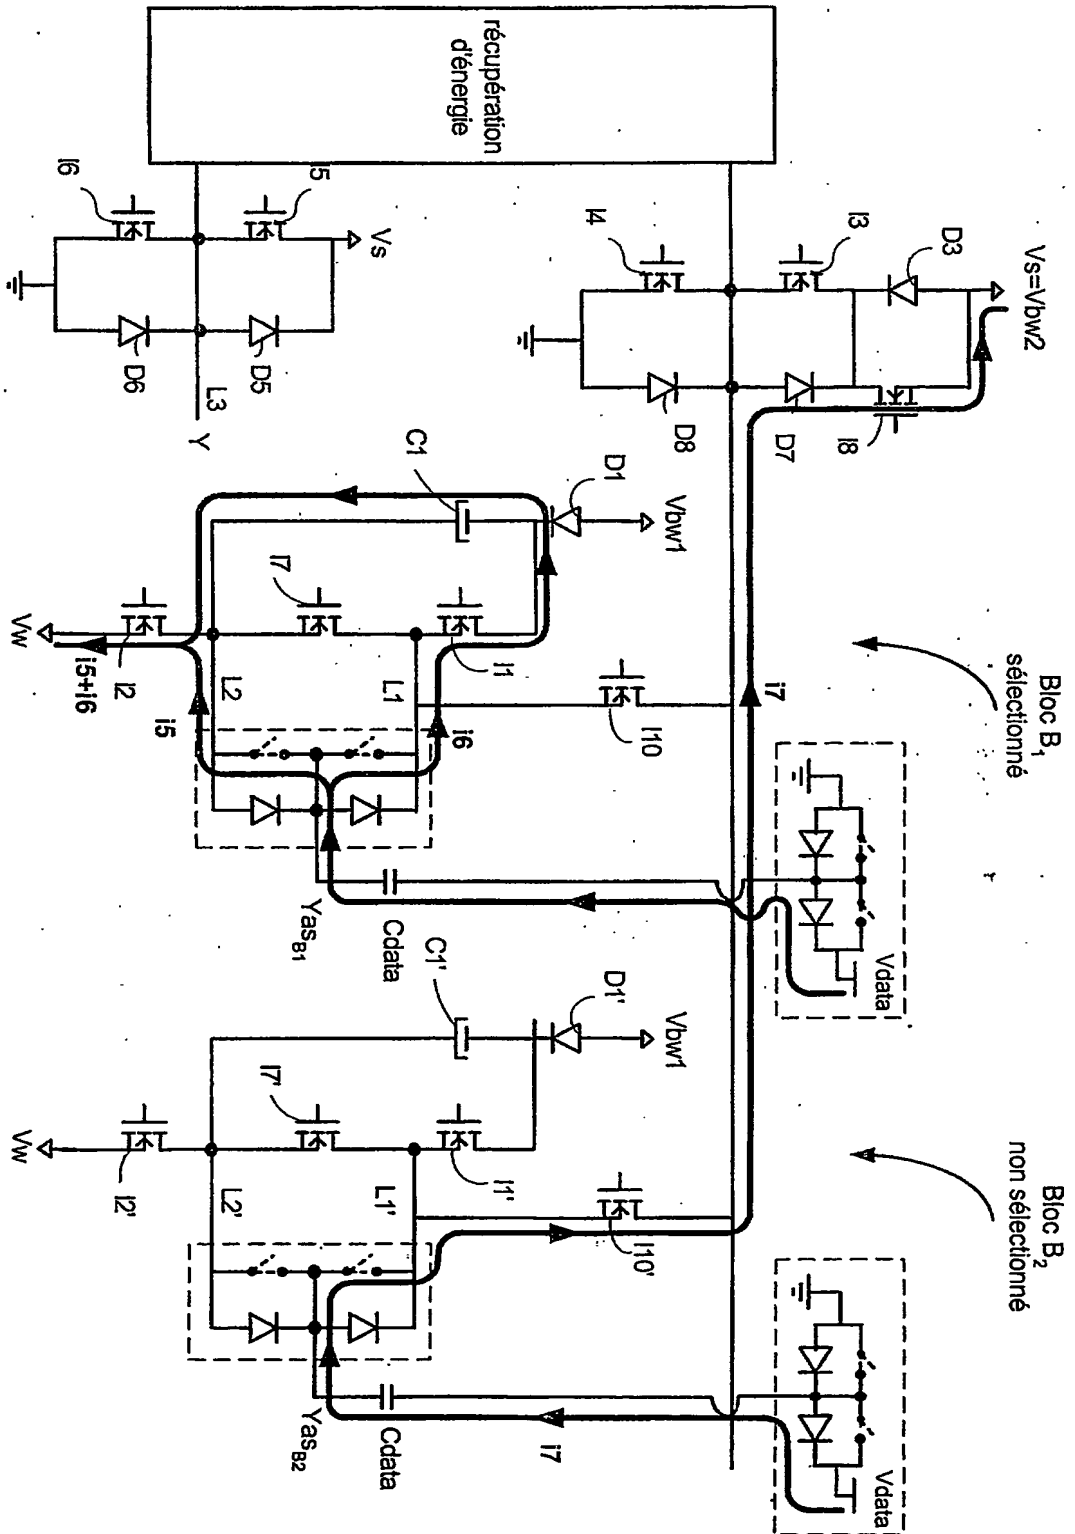 récupération
d'énergie
I6
I5
Vs
D6
D5
L3
Y
I4
I3
D3
Vs=Vbw2
D8
D7
I8
C1
D1
Vbw1
I7
I1
I2
Vw
i5+i6
L2
L1
i5
i6
I10
i7
Bloc B1
sélectionné
YasB1
Cdata
Vdata
C1'
D1'
Vbw1
I7'
I1'
I2'
Vw
L2'
L1'
I10'
Bloc B2
non sélectionné
YasB2
Cdata
i7
Vdata